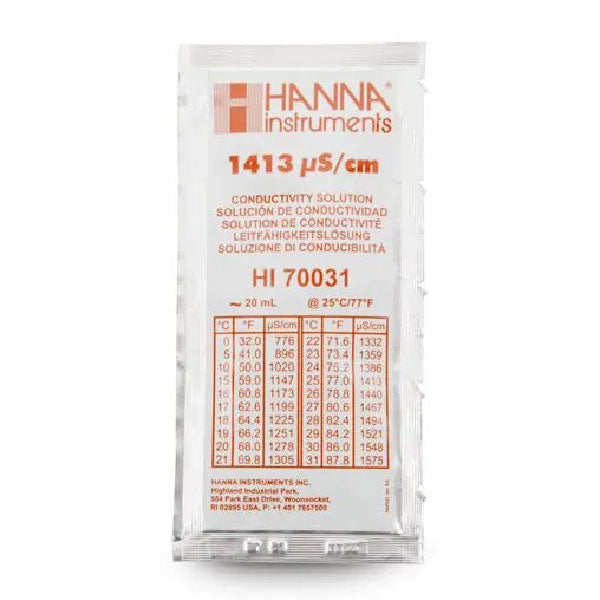 HANNA®
instruments
1413 µS/cm
CONDUCTIVITY SOLUTION
SOLUCIÓN DE CONDUCTIVIDAD
SOLUTION DE CONDUCTIVITÉ
LEITFÄHIGKEITSLÖSUNG
SOLUZIONE DI CONDUCIBILITÀ
HI 70031
~ 20 mL @ 25°C/77°F
°C °F µS/cm °C °F µS/cm
0 32.0 776 22 71.6 1332
5 41.0 896 23 73.4 1359
10 50.0 1020 24 75.2 1386
15 59.0 1147 25 77.0 1413
16 60.8 1173 26 78.8 1440
17 62.6 1199 27 80.6 1467
18 64.4 1225 28 82.4 1494
19 66.2 1251 29 84.2 1521
20 68.0 1278 30 86.0 1548
21 69.8 1305 31 87.8 1575
HANNA INSTRUMENTS INC.
Highland Industrial Park,
584 Park East Drive, Woonsocket,
RI 02895 USA, P: +1 401 7657500